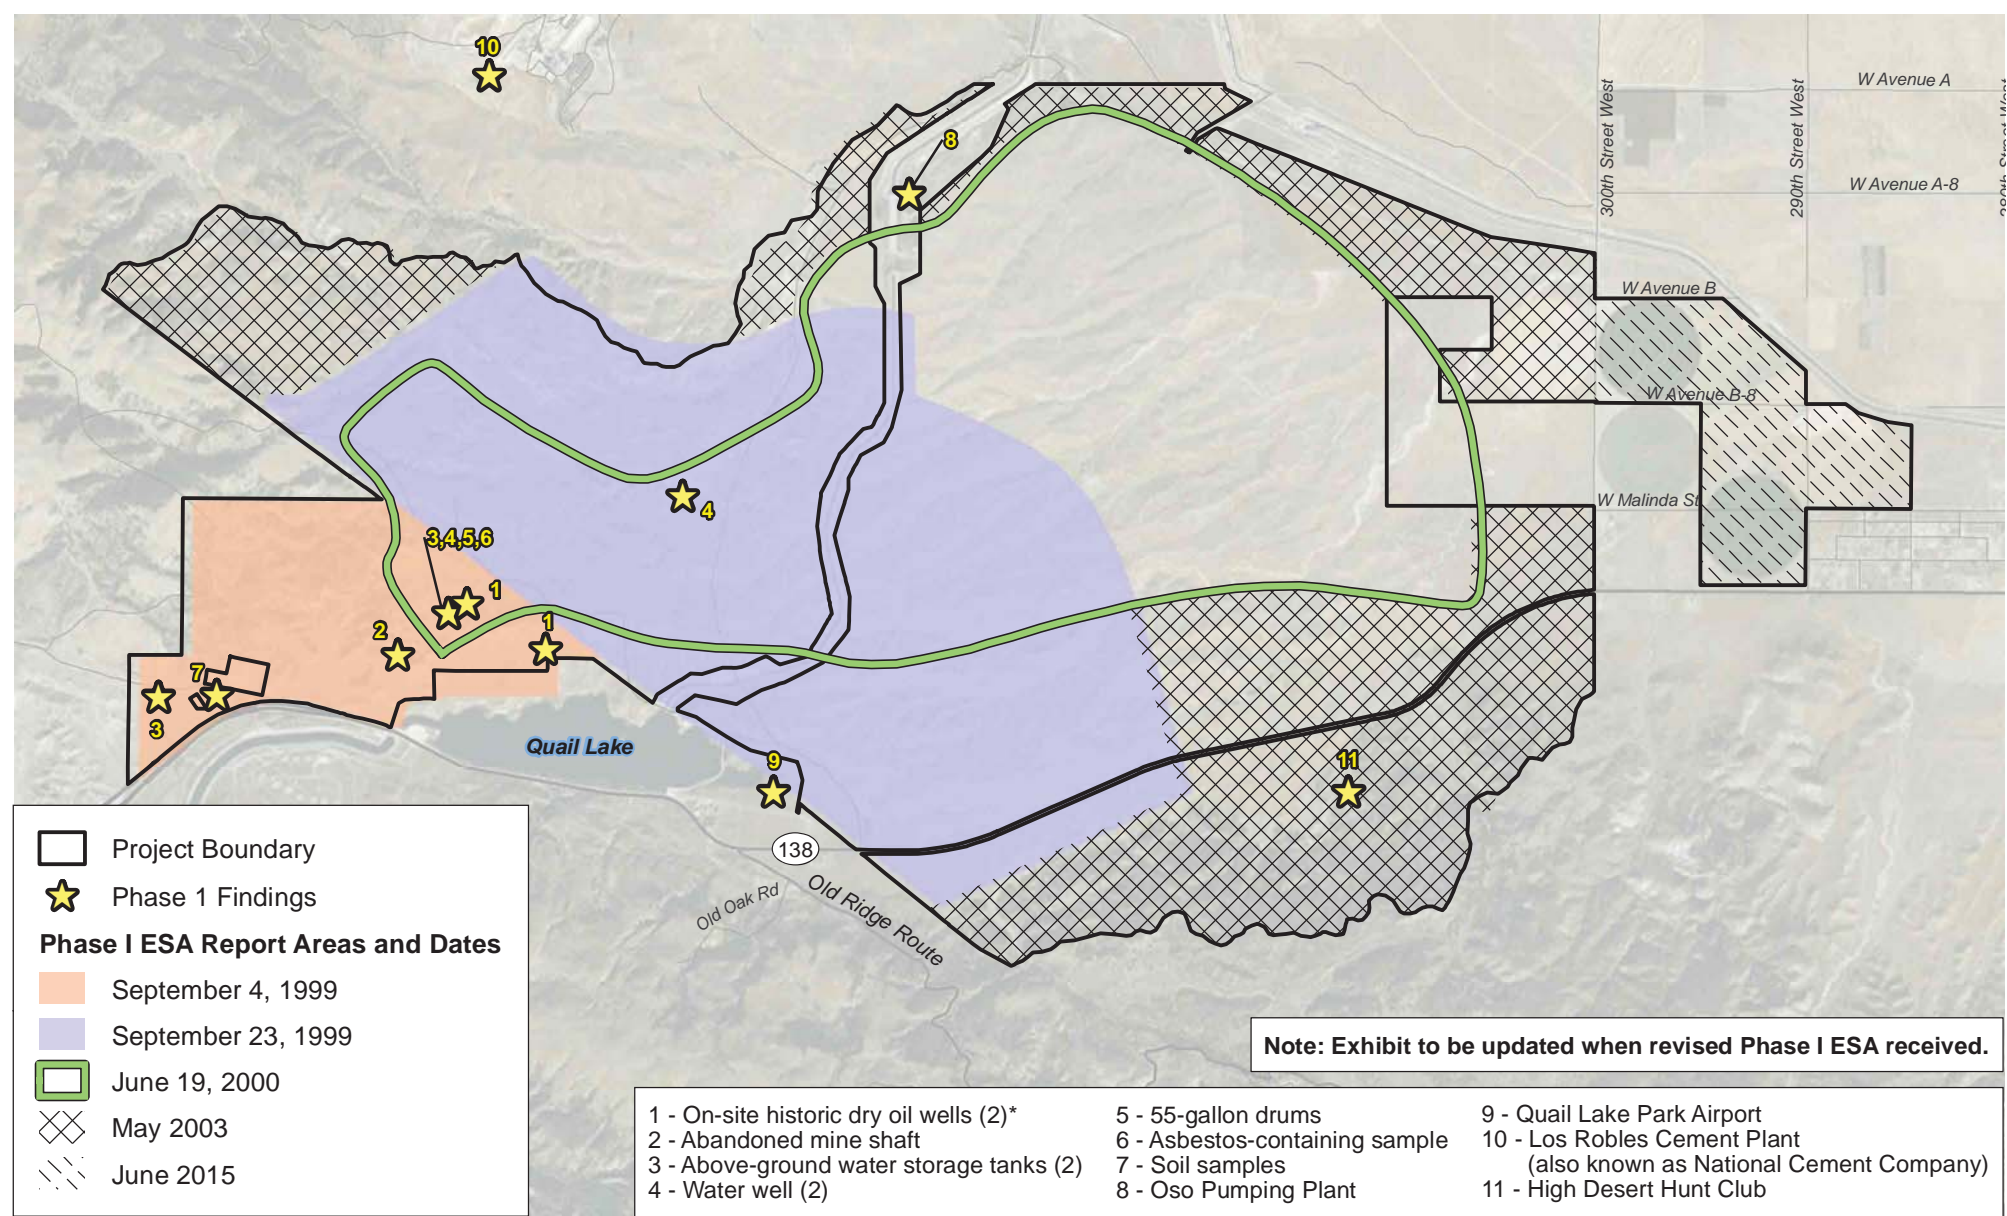 10
8
W Avenue A
300th Street West
290th Street West
280th Street West
W Avenue A-8
W Avenue B
W Avenue B-8
W Malinda St
4
3,4,5,6
1
1
2
7
3
Quail Lake
9
11
138
Old Oak Rd
Old Ridge Route
Project Boundary
Phase 1 Findings
Phase I ESA Report Areas and Dates
September 4, 1999
September 23, 1999
June 19, 2000
May 2003
June 2015
Note: Exhibit to be updated when revised Phase I ESA received.
1 - On-site historic dry oil wells (2)*
2 - Abandoned mine shaft
3 - Above-ground water storage tanks (2)
4 - Water well (2)
5 - 55-gallon drums
6 - Asbestos-containing sample
7 - Soil samples
8 - Oso Pumping Plant
9 - Quail Lake Park Airport
10 - Los Robles Cement Plant
(also known as National Cement Company)
11 - High Desert Hunt Club